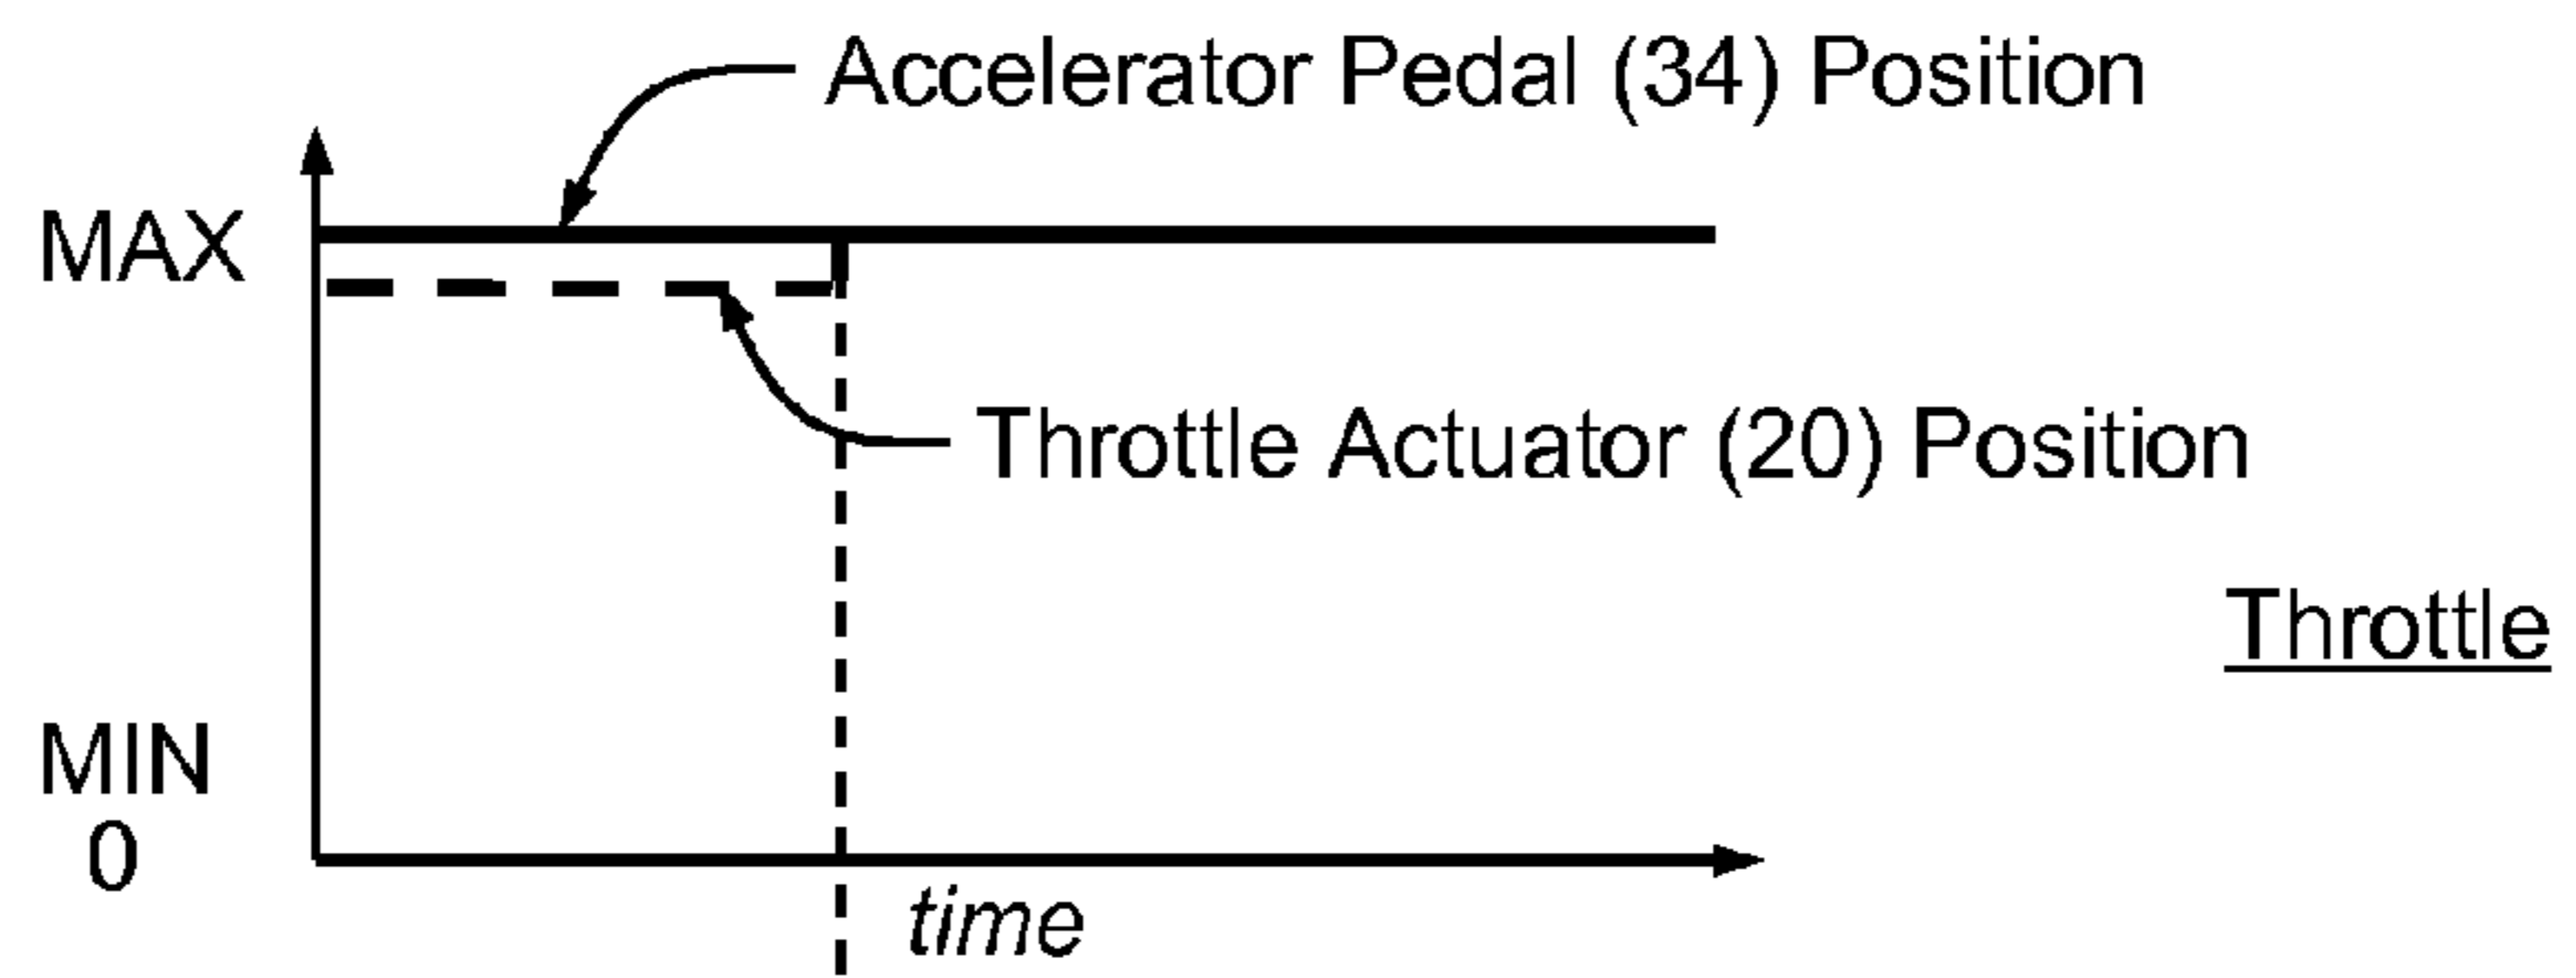 Accelerator Pedal (34) Position
MAX
Throttle Actuator (20) Position
Throttle
MIN
0
time